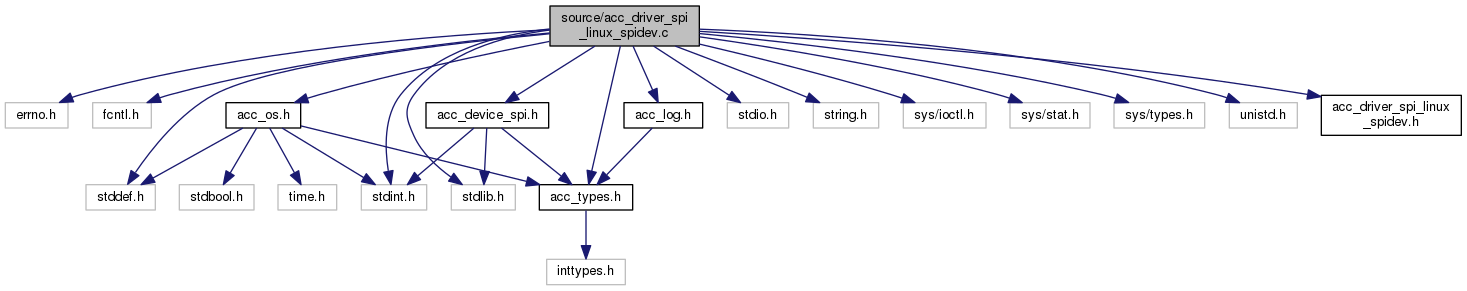 source/acc_driver_spi
_linux_spidev.c
errno.h
fcntl.h
acc_os.h
acc_device_spi.h
acc_log.h
stdio.h
string.h
sys/ioctl.h
sys/stat.h
sys/types.h
unistd.h
acc_driver_spi_linux
_spidev.h
stddef.h
stdbool.h
time.h
stdint.h
stdlib.h
acc_types.h
inttypes.h